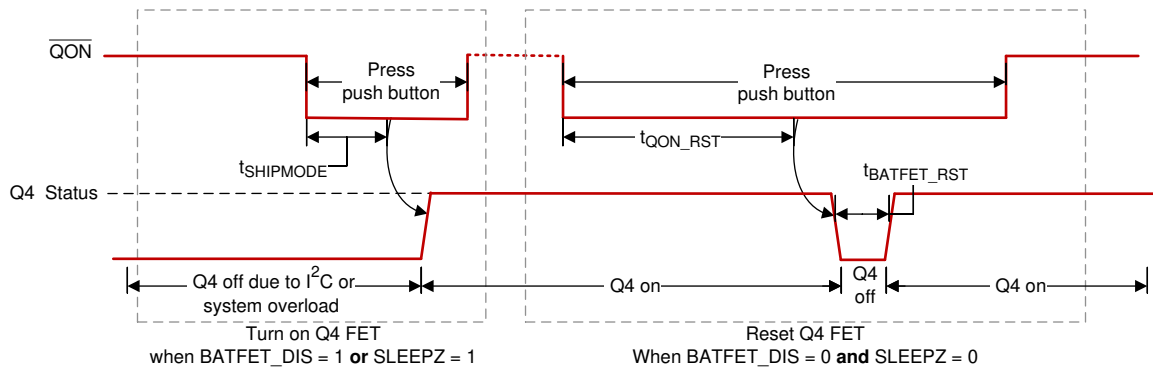 QON
Press
push button
Press
push button
tSHIPMODE
tQON_RST
tBATFET_RST
Q4 Status
Q4 off due to I²C or
system overload
Q4 on
Q4
off
Q4 on
Turn on Q4 FET
when BATFET_DIS = 1 or SLEEPZ = 1
Reset Q4 FET
When BATFET_DIS = 0 and SLEEPZ = 0